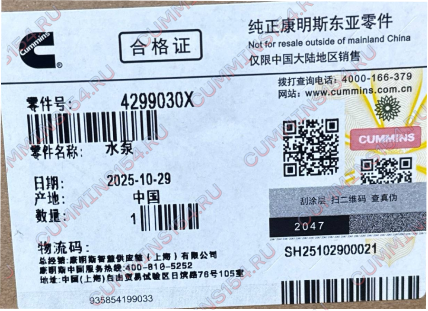 Cummins
合格证
纯正康明斯东亚零件
Not for resale outside of mainland China
仅限中国大陆地区销售
拨打查询电话: 4000-166-379
网站: www.cummins.com.cn
零件号: 4299030X
零件名称: 水泵
CUMMINS
日期: 2025-10-29
产地: 中国
数量: 1
刮涂层 扫二维码 查真伪
2047
物流码:
SH25102900021
总经销:康明斯智慧供应链(上海)有限公司
康明斯中国服务热线:400-810-5252
地址:中国(上海)自由贸易试验区日滨路76号105室
935854199033
CUMMINS154.RU